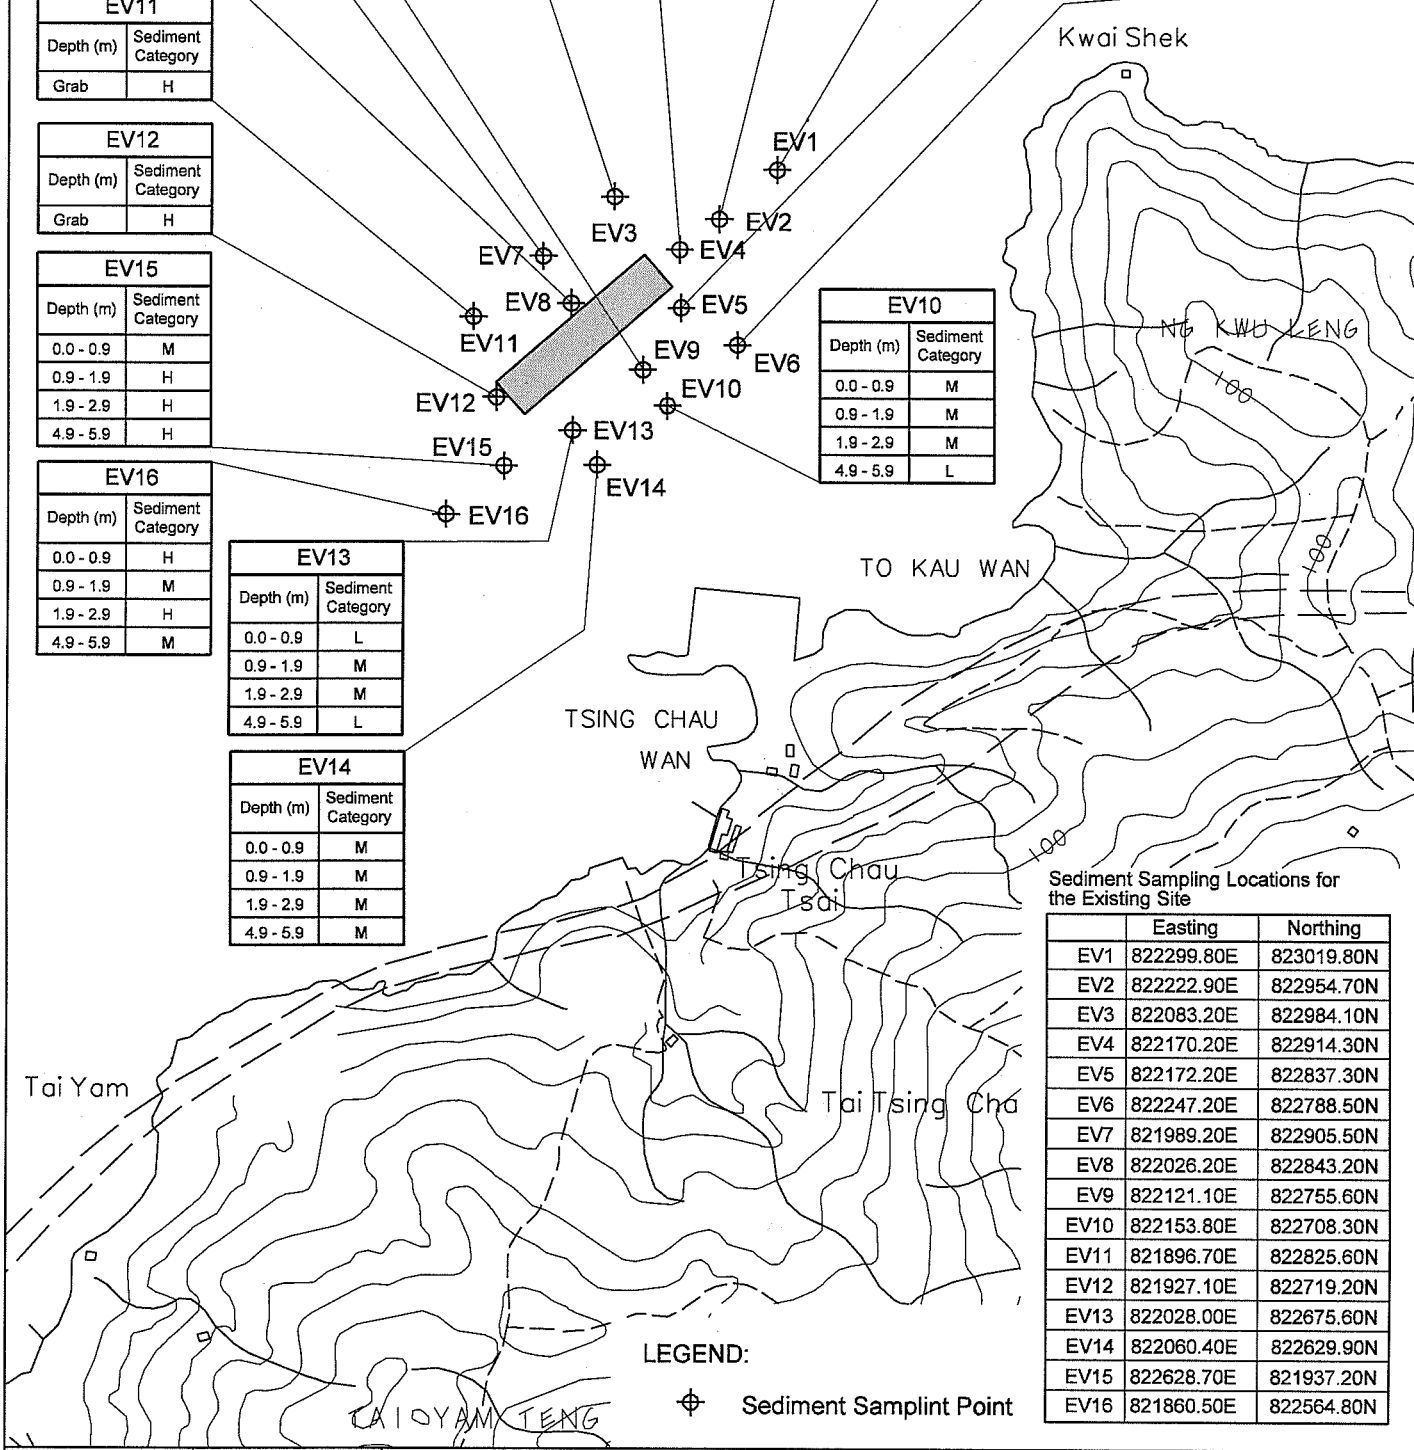 EV11
Depth (m) Sediment Category
Grab H
EV12
Depth (m) Sediment Category
Grab H
EV15
Depth (m) Sediment Category
0.0 - 0.9 M
0.9 - 1.9 H
1.9 - 2.9 H
4.9 - 5.9 H
EV16
Depth (m) Sediment Category
0.0 - 0.9 H
0.9 - 1.9 M
1.9 - 2.9 H
4.9 - 5.9 M
EV13
Depth (m) Sediment Category
0.0 - 0.9 L
0.9 - 1.9 M
1.9 - 2.9 M
4.9 - 5.9 L
EV14
Depth (m) Sediment Category
0.0 - 0.9 M
0.9 - 1.9 M
1.9 - 2.9 M
4.9 - 5.9 M
EV10
Depth (m) Sediment Category
0.0 - 0.9 M
0.9 - 1.9 M
1.9 - 2.9 M
4.9 - 5.9 L
EV1
EV2
EV3
EV4
EV7
EV8
EV5
EV11
EV9
EV6
EV12
EV10
EV13
EV15
EV14
EV16
Kwai Shek
NG KWU LENG
100
100
TO KAU WAN
TSING CHAU
WAN
100
Tsing Chau
Tsai
Tai Yam
Tai Tsing Cha
TAI YAM TENG
LEGEND:
Sediment Samplint Point
Sediment Sampling Locations for
the Existing Site
Easting Northing
EV1 822299.80E 823019.80N
EV2 822222.90E 822954.70N
EV3 822083.20E 822984.10N
EV4 822170.20E 822914.30N
EV5 822172.20E 822837.30N
EV6 822247.20E 822788.50N
EV7 821989.20E 822905.50N
EV8 822026.20E 822843.20N
EV9 822121.10E 822755.60N
EV10 822153.80E 822708.30N
EV11 821896.70E 822825.60N
EV12 821927.10E 822719.20N
EV13 822028.00E 822675.60N
EV14 822060.40E 822629.90N
EV15 822628.70E 821937.20N
EV16 821860.50E 822564.80N